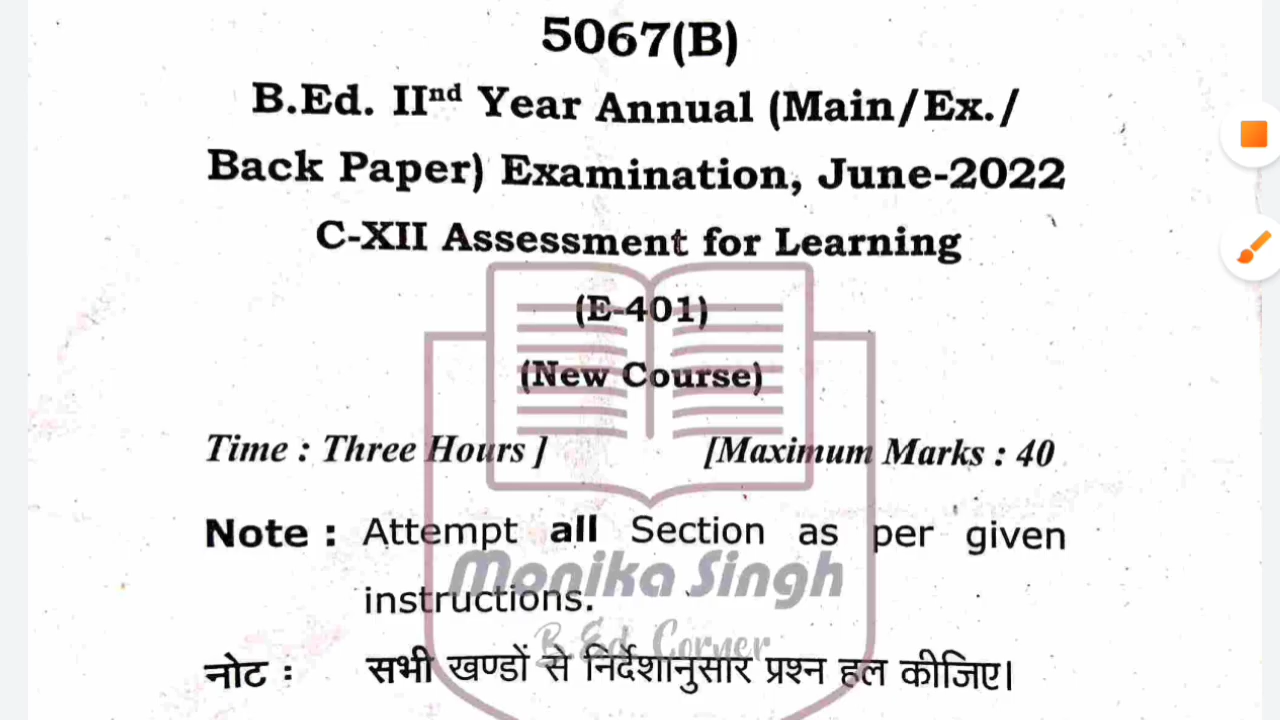 5067(B)
B.Ed. IInd Year Annual (Main/Ex./
Back Paper) Examination, June-2022
C-XII Assessment for Learning
(E-401)
(New Course)
Time : Three Hours ] [Maximum Marks : 40
Note : Attempt all Section as per given
instructions.
Monika Singh
B.Ed. Corner
नोट : सभी खण्डों से निर्देशानुसार प्रश्न हल कीजिए।